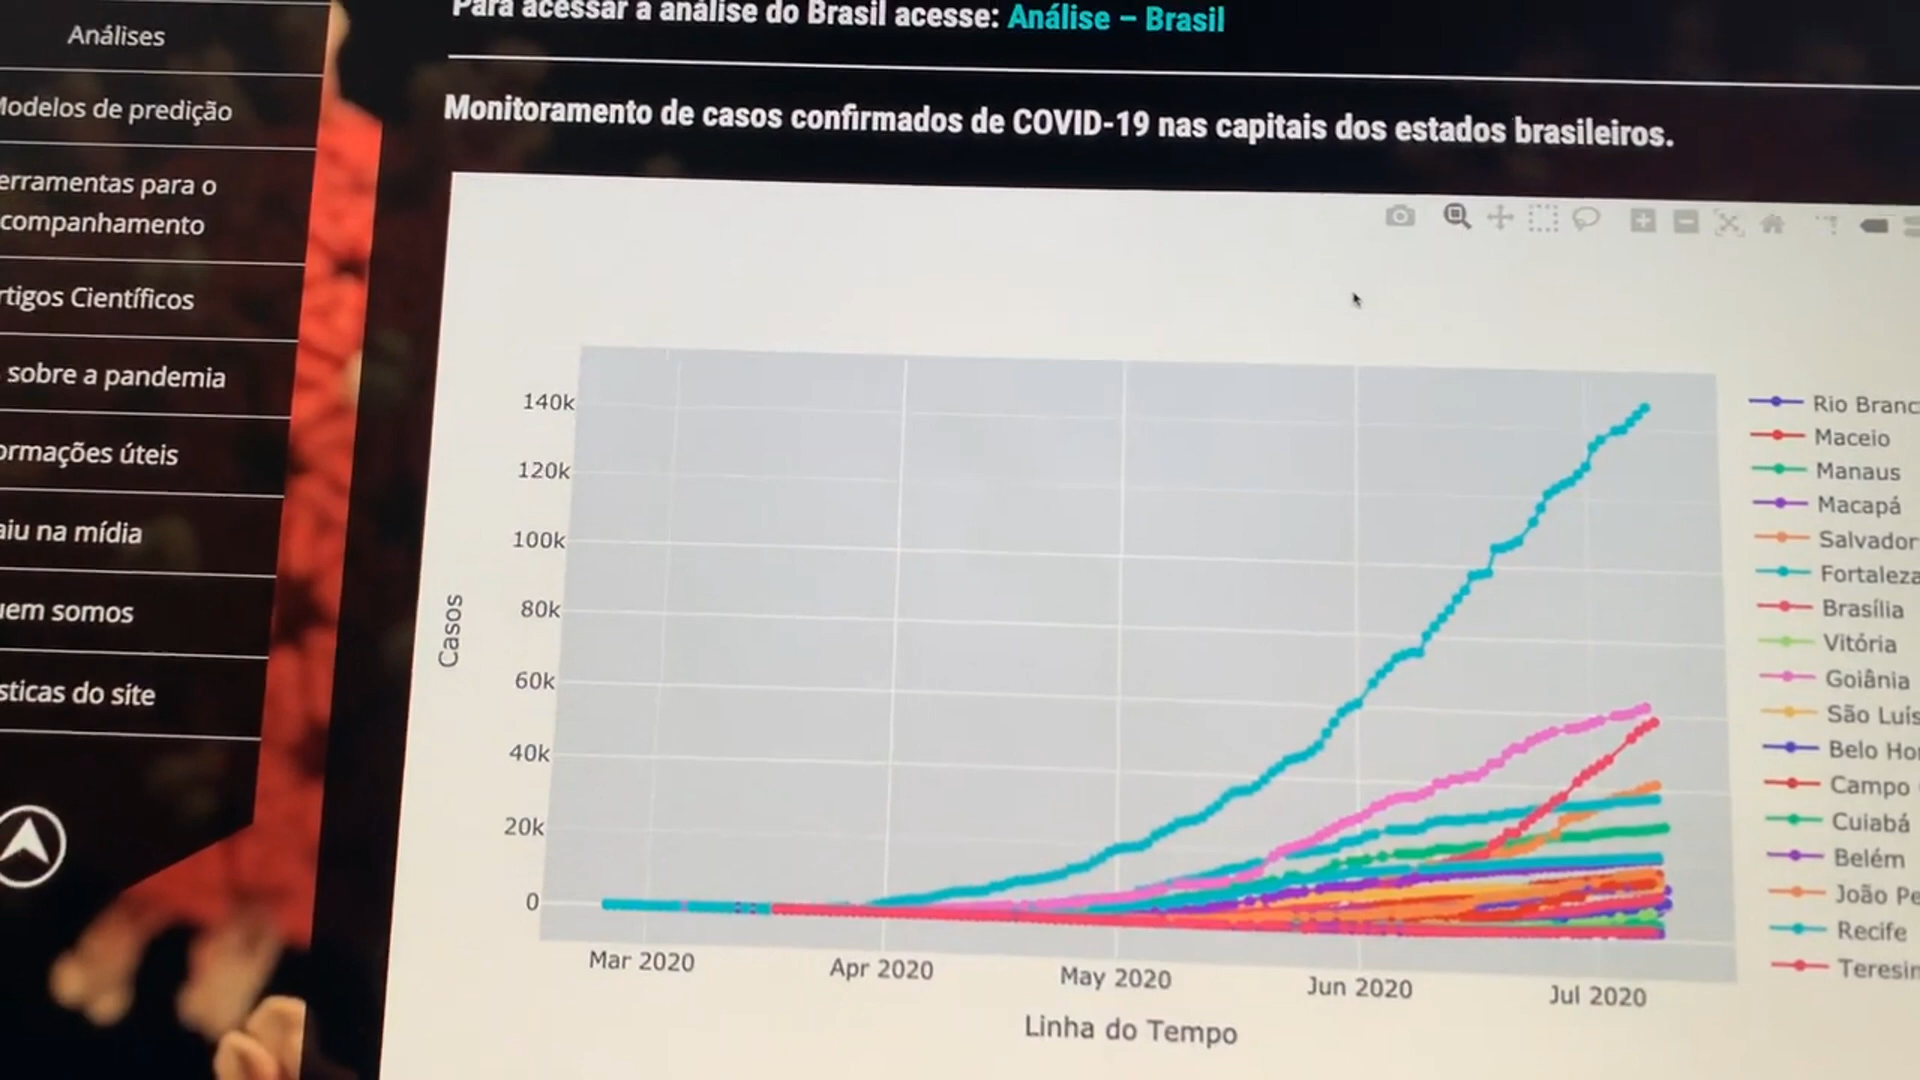 Para acessar a análise do Brasil acesse: Análise – Brasil
Monitoramento de casos confirmados de COVID-19 nas capitais dos estados brasileiros.
Análises
Modelos de predição
erramentas para o
companhamento
rtigos Científicos
sobre a pandemia
ormações úteis
aiu na mídia
uem somos
sticas do site
140k
120k
100k
80k
60k
40k
20k
0
Casos
Mar 2020
Apr 2020
May 2020
Jun 2020
Jul 2020
Linha do Tempo
Rio Branc
Maceio
Manaus
Macapá
Salvador
Fortaleza
Brasília
Vitória
Goiânia
São Luís
Belo Hor
Campo
Cuiabá
Belém
João Pe
Recife
Teresin